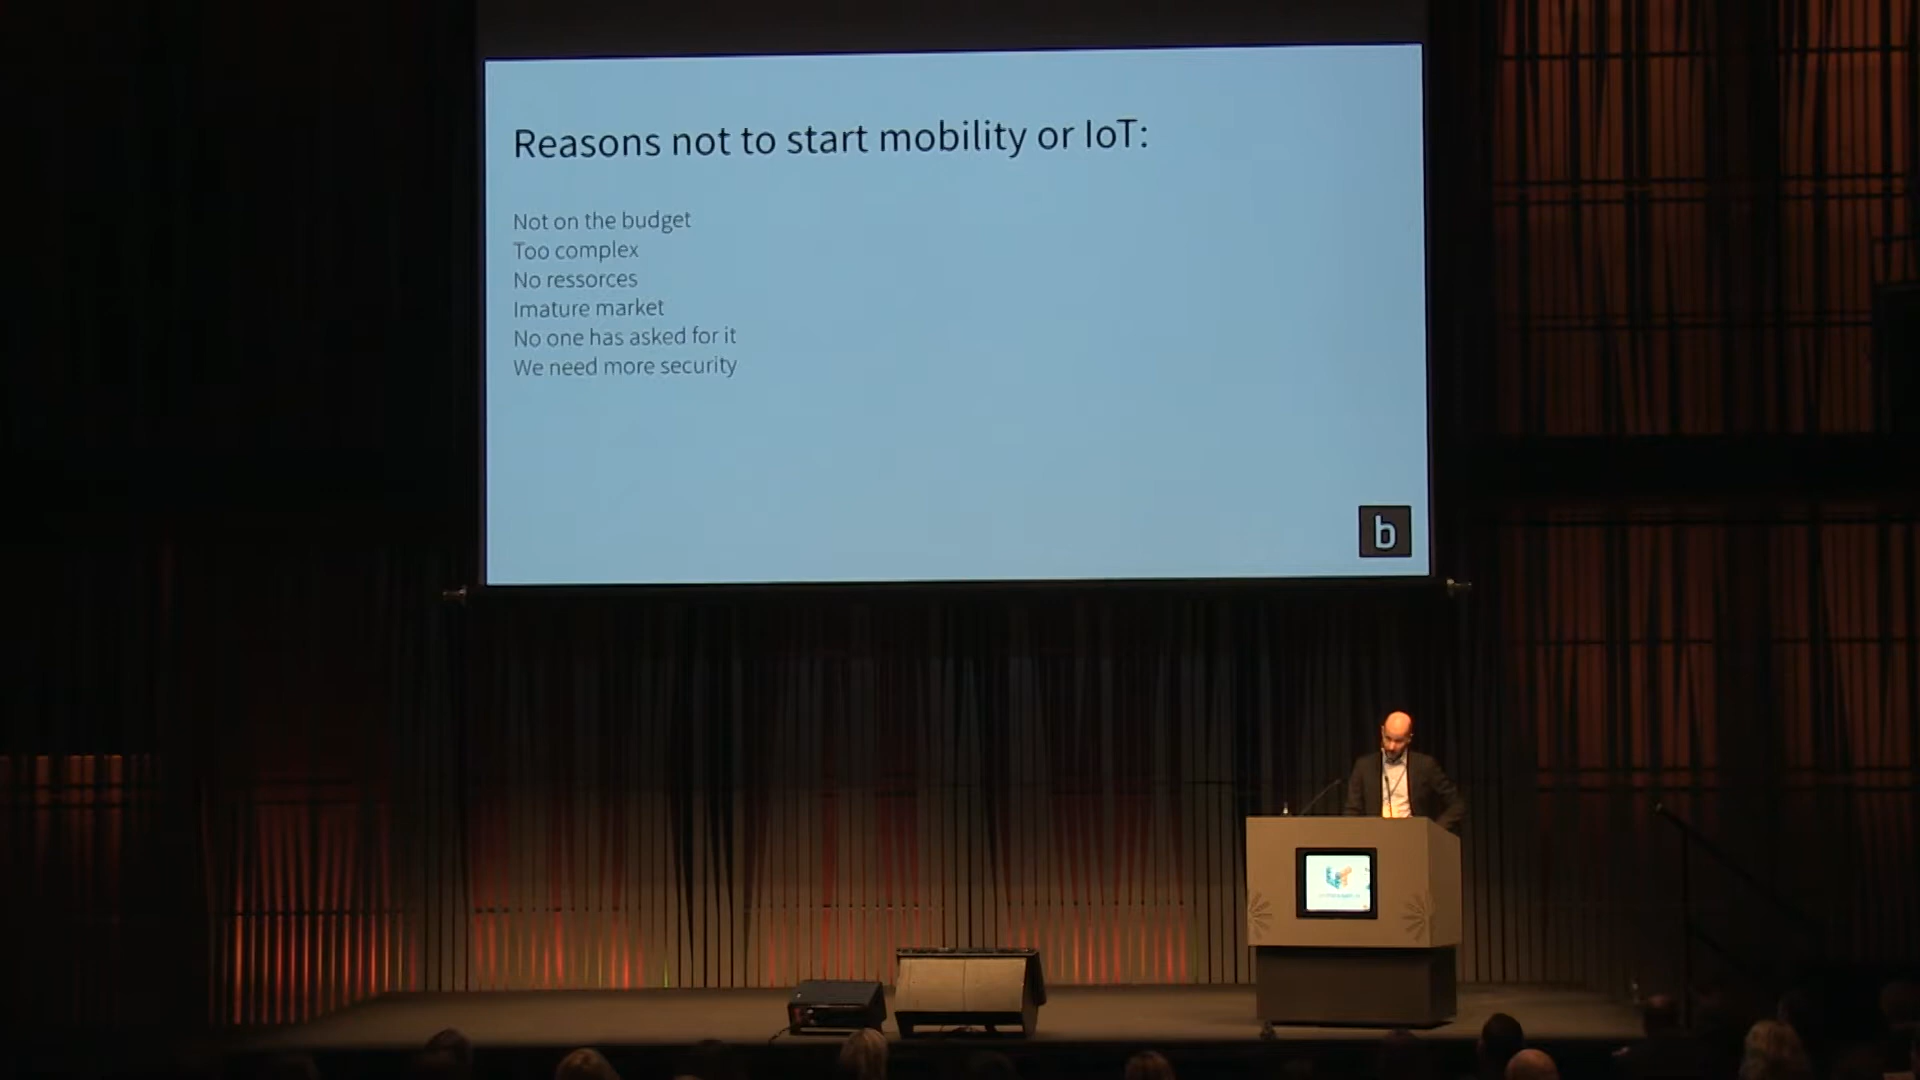 Reasons not to start mobility or IoT:
Not on the budget
Too complex
No ressorces
Imature market
No one has asked for it
We need more security
b